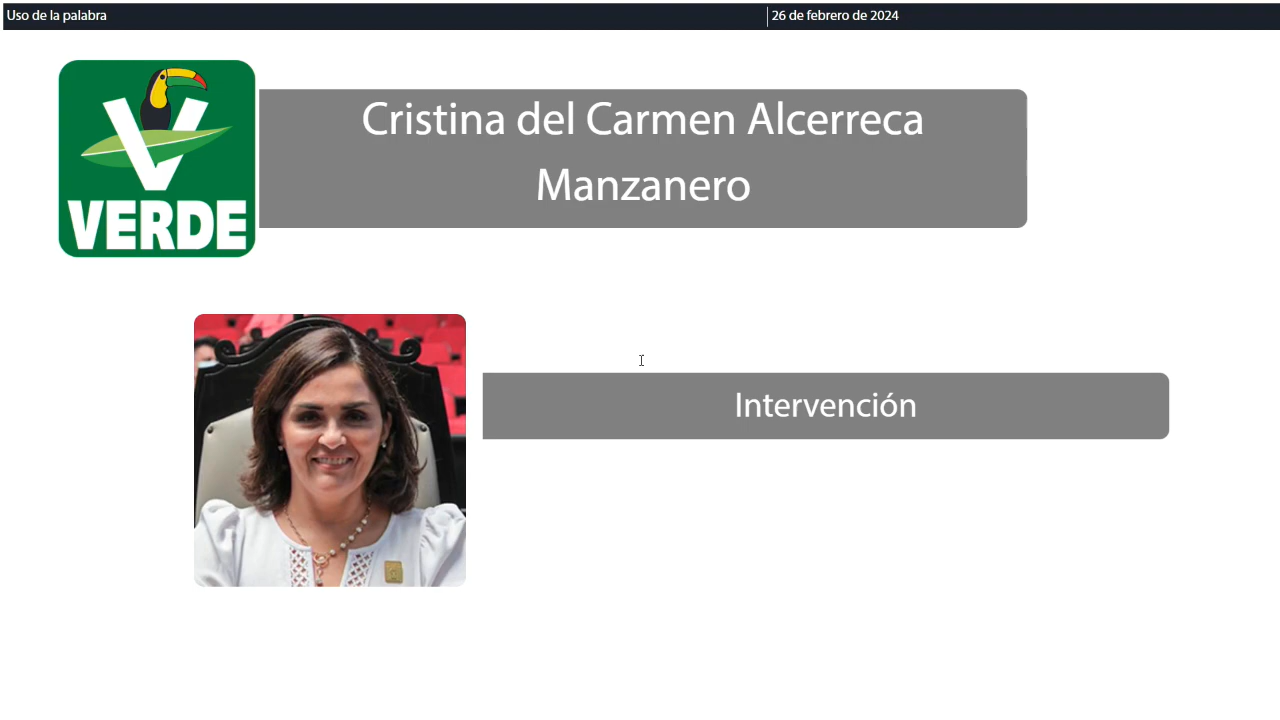 Uso de la palabra
26 de febrero de 2024
V
VERDE
Cristina del Carmen Alcerreca
Manzanero
Intervención